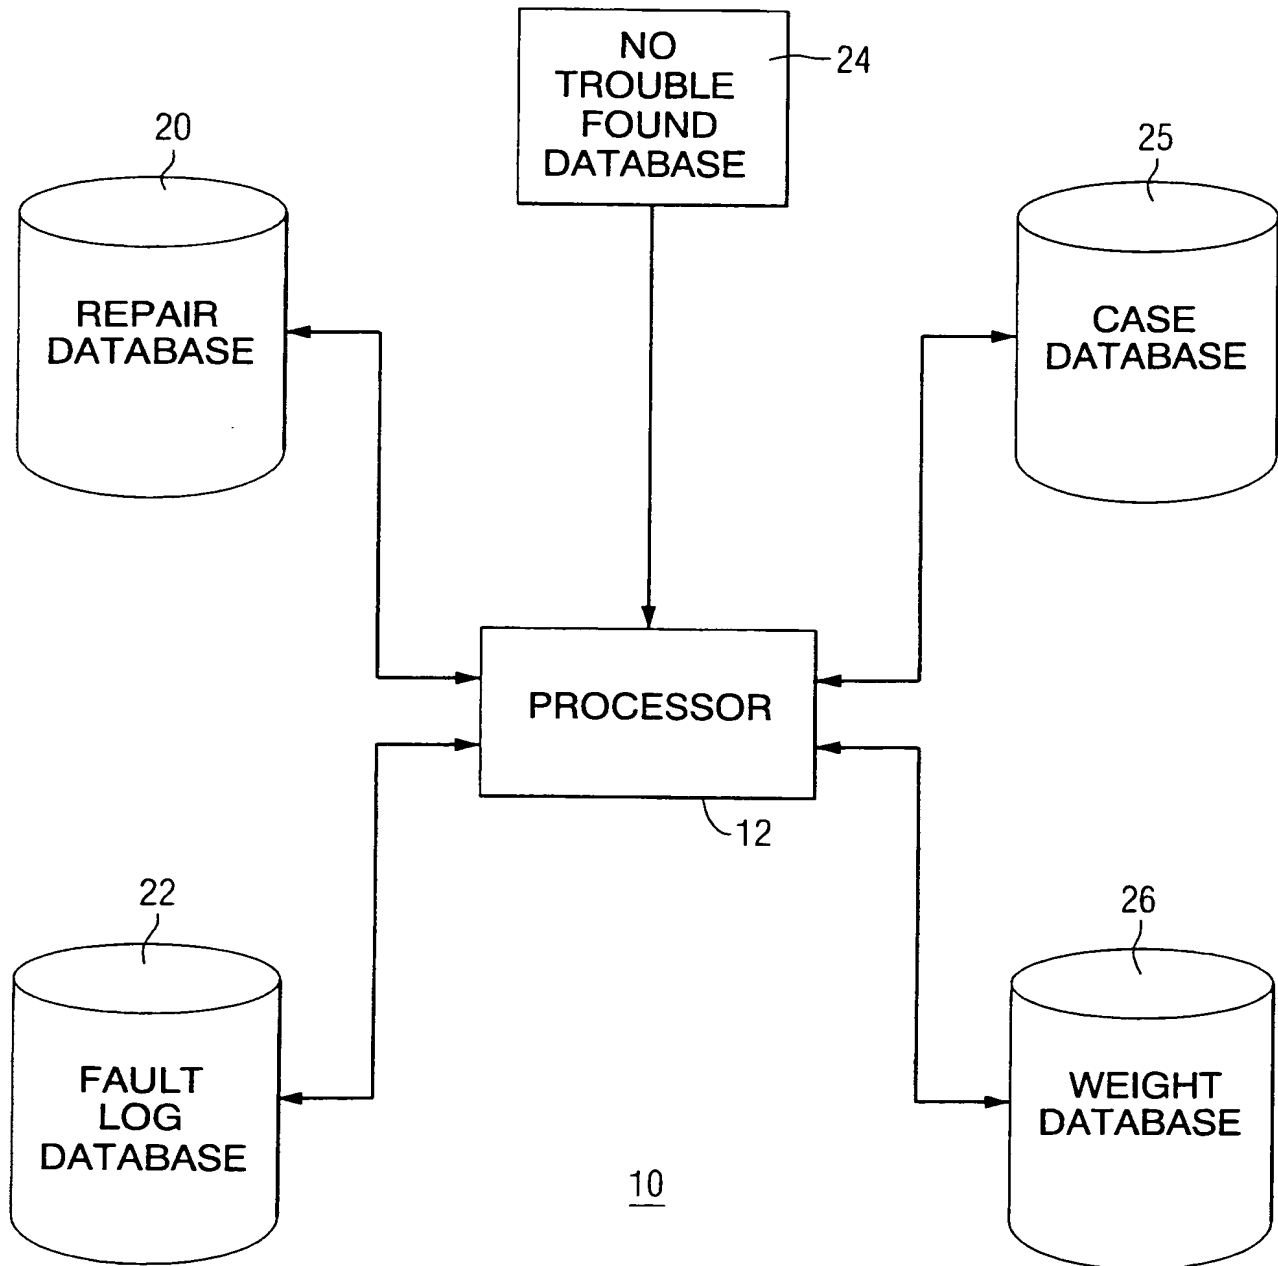 NO
TROUBLE
FOUND
DATABASE
24
20
25
REPAIR
DATABASE
CASE
DATABASE
PROCESSOR
12
22
26
FAULT
LOG
DATABASE
WEIGHT
DATABASE
10